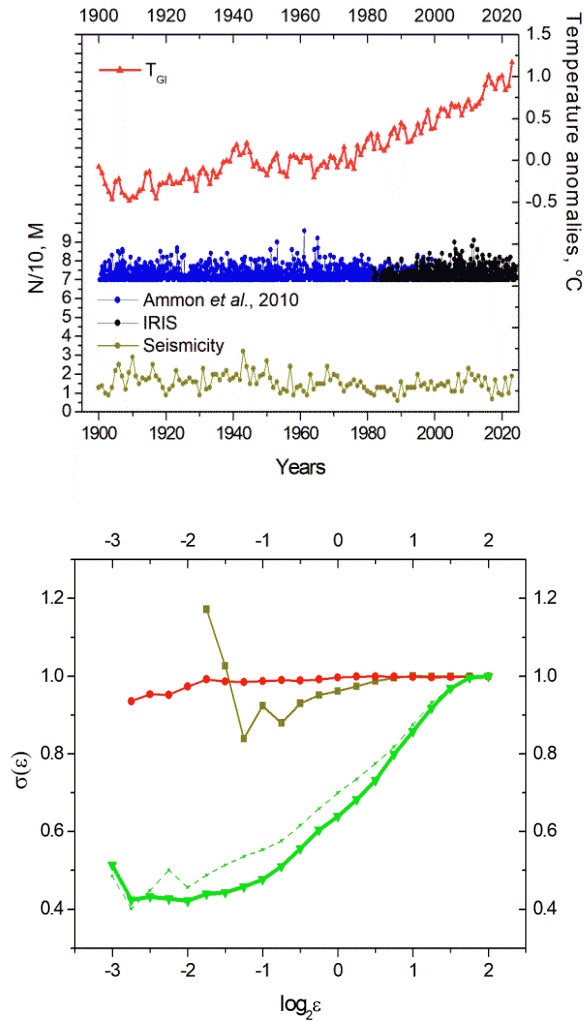 1900 1920 1940 1960 1980 2000 2020
T_GI
1.5
1.0
0.5
0.0
-0.5
Temperature anomalies, °C
N/10, M
9
8
7
6
5
4
3
2
1
0
Ammon et al., 2010
IRIS
Seismicity
1900 1920 1940 1960 1980 2000 2020
Years
-3 -2 -1 0 1 2
1.2 1.2
1.0 1.0
0.8 0.8
0.6 0.6
0.4 0.4
σ(ε)
-3 -2 -1 0 1 2
log₂ε